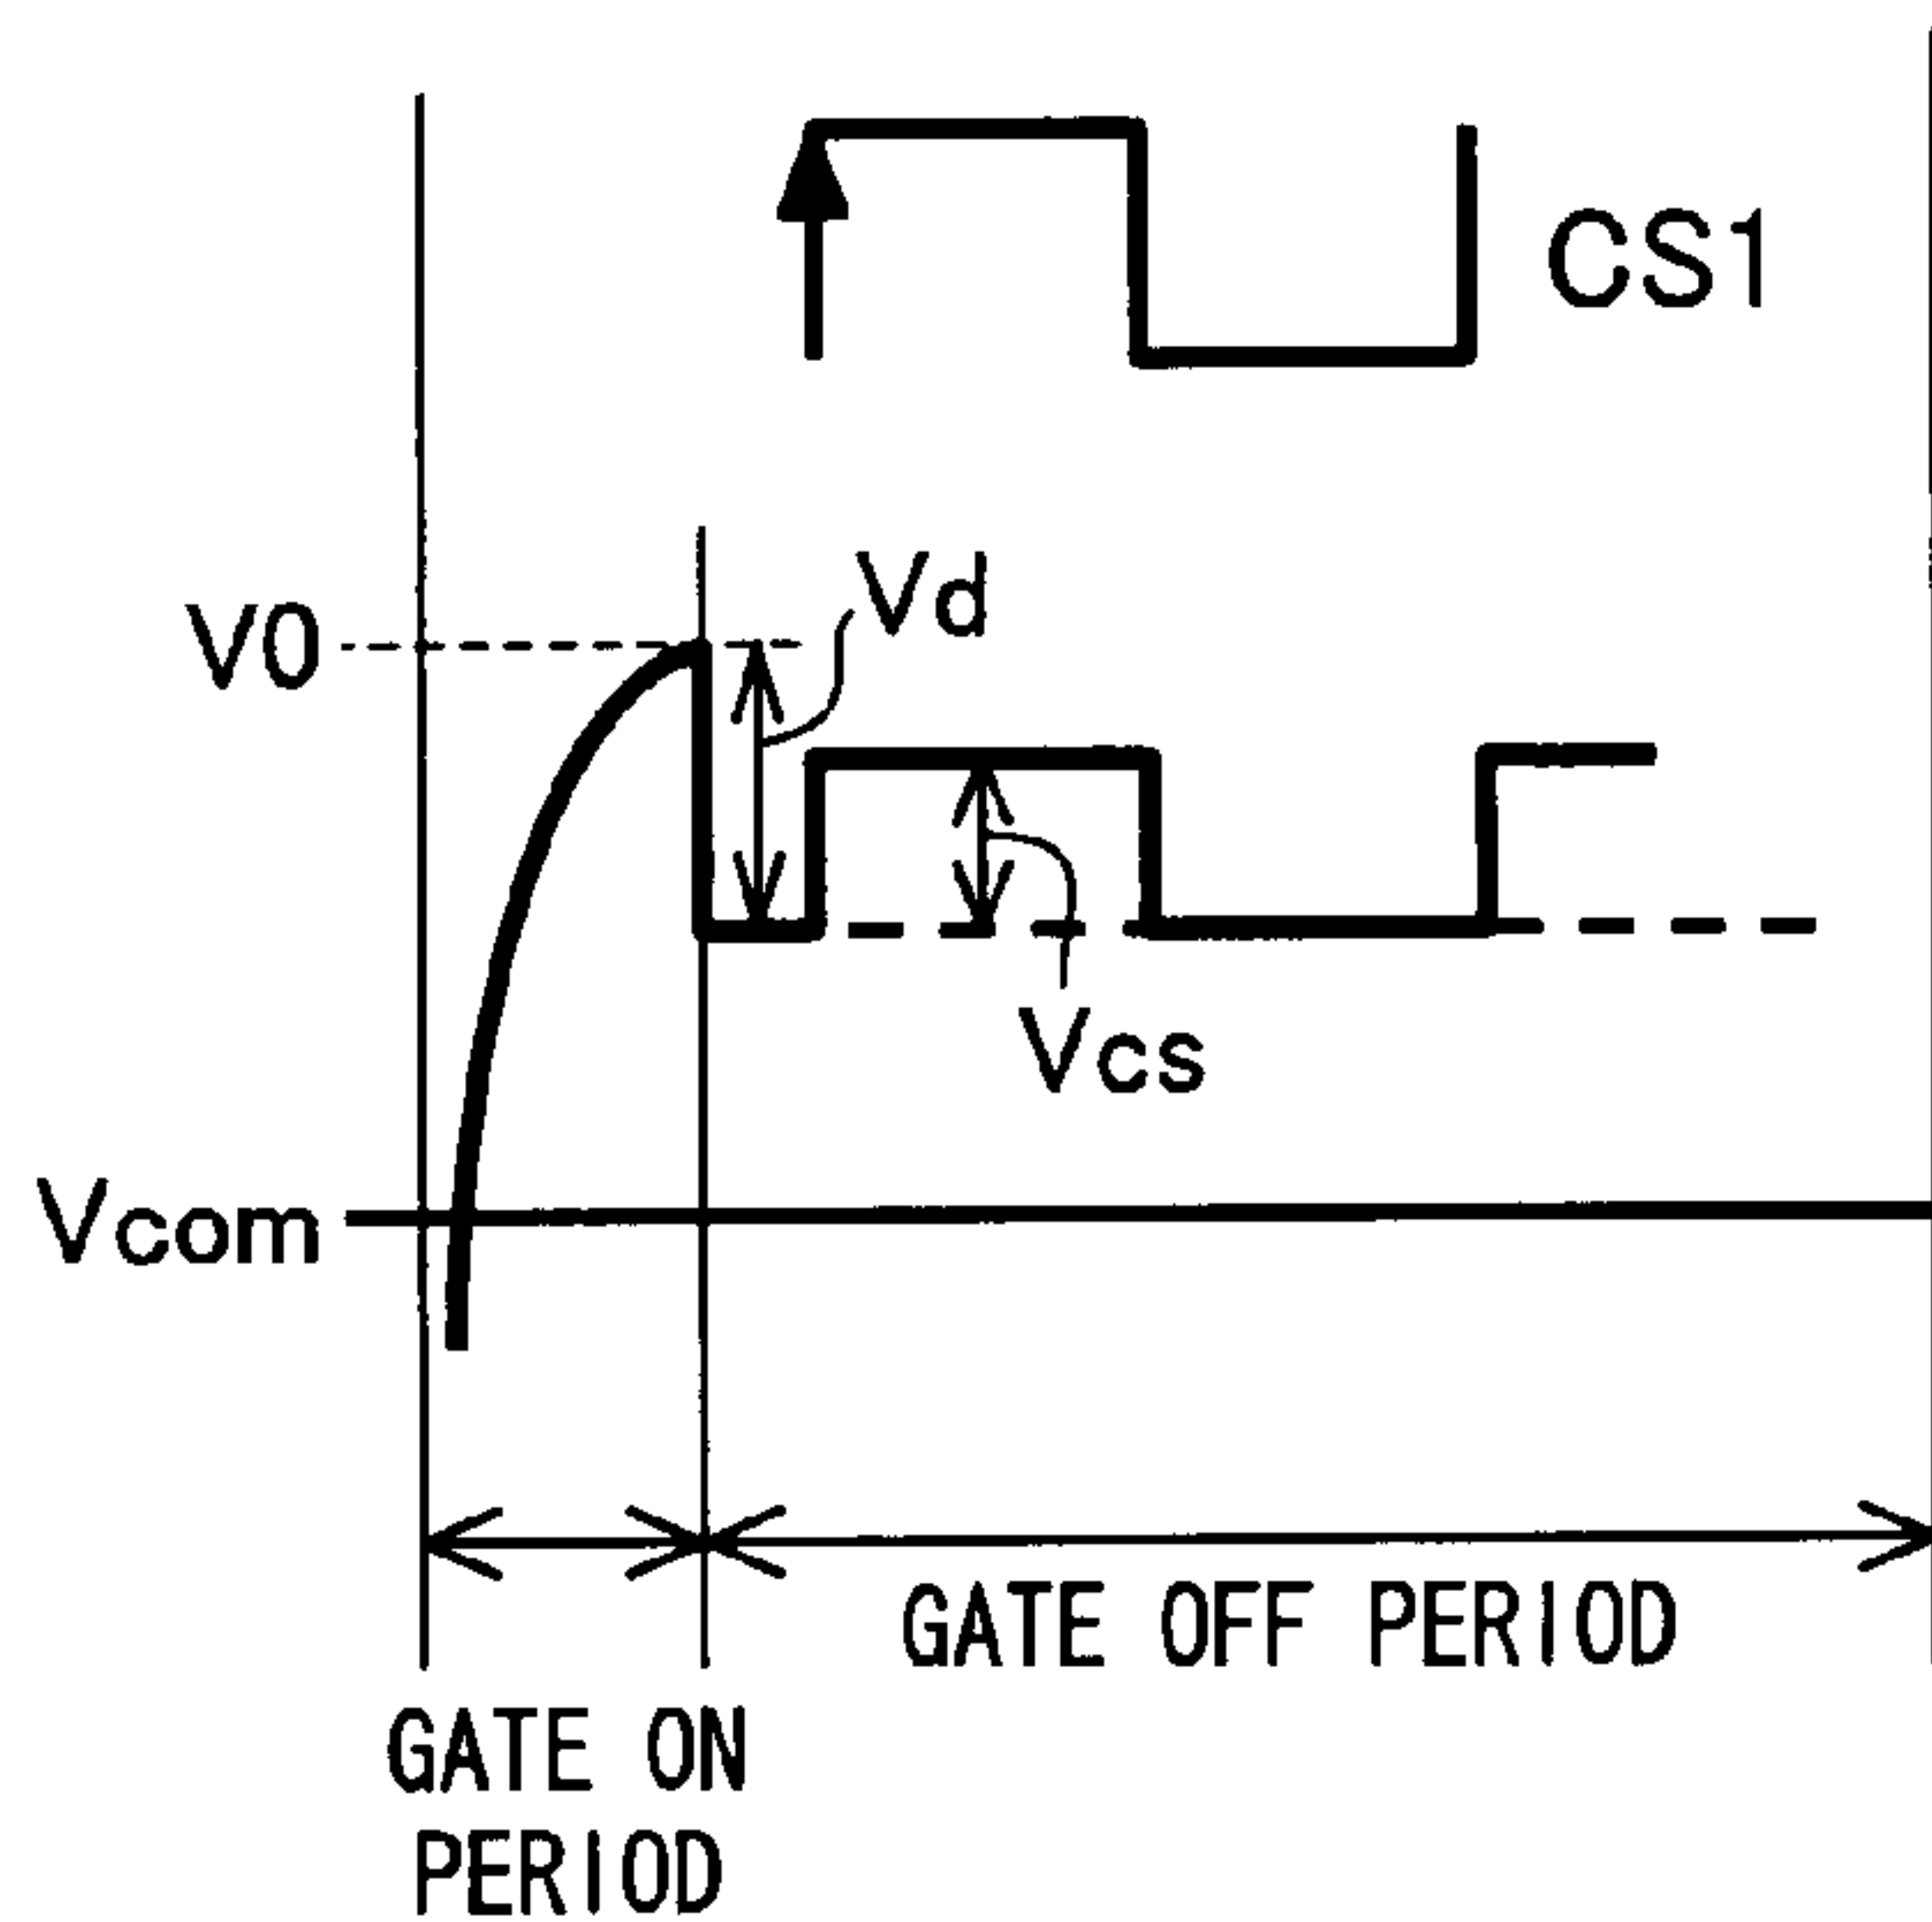 CS1
Vd
V0
Vcs
Vcom
GATE OFF PERIOD
GATE ON
PERIOD